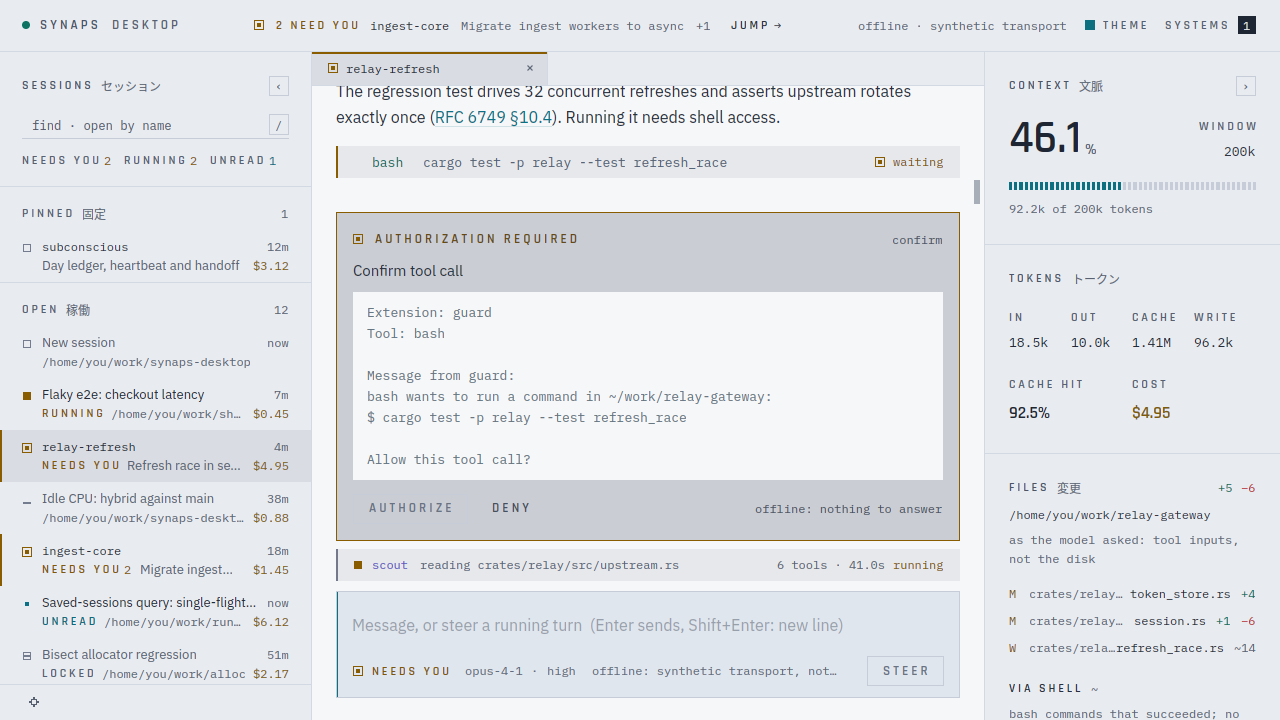 SYNAPS DESKTOP
2 NEED YOU ingest-core Migrate ingest workers to async +1 JUMP →
offline · synthetic transport THEME SYSTEMS 1
SESSIONS セッション ‹
find · open by name /
NEEDS YOU 2 RUNNING 2 UNREAD 1
PINNED 固定 1
subconscious 12m
Day ledger, heartbeat and handoff $3.12
OPEN 稼働 12
New session now
/home/you/work/synaps-desktop
Flaky e2e: checkout latency 7m
RUNNING /home/you/work/sh… $0.45
relay-refresh 4m
NEEDS YOU Refresh race in se… $4.95
Idle CPU: hybrid against main 38m
/home/you/work/synaps-deskt… $0.88
ingest-core 18m
NEEDS YOU 2 Migrate ingest… $1.45
Saved-sessions query: single-flight… now
UNREAD /home/you/work/run… $6.12
Bisect allocator regression 51m
LOCKED /home/you/work/alloc $2.17
relay-refresh ×
The regression test drives 32 concurrent refreshes and asserts upstream rotates
exactly once (RFC 6749 §10.4). Running it needs shell access.
bash cargo test -p relay --test refresh_race waiting
AUTHORIZATION REQUIRED confirm
Confirm tool call
Extension: guard
Tool: bash
Message from guard:
bash wants to run a command in ~/work/relay-gateway:
$ cargo test -p relay --test refresh_race
Allow this tool call?
AUTHORIZE DENY offline: nothing to answer
scout reading crates/relay/src/upstream.rs 6 tools · 41.0s running
Message, or steer a running turn (Enter sends, Shift+Enter: new line)
NEEDS YOU opus-4-1 · high offline: synthetic transport, not… STEER
CONTEXT 文脈 ›
46.1% WINDOW
200k
92.2k of 200k tokens
TOKENS トークン
IN OUT CACHE WRITE
18.5k 10.0k 1.41M 96.2k
CACHE HIT COST
92.5% $4.95
FILES 変更 +5 −6
/home/you/work/relay-gateway
as the model asked: tool inputs,
not the disk
M crates/relay… token_store.rs +4
M crates/relay… session.rs +1 −6
W crates/rela…refresh_race.rs ~14
VIA SHELL ~
bash commands that succeeded; no